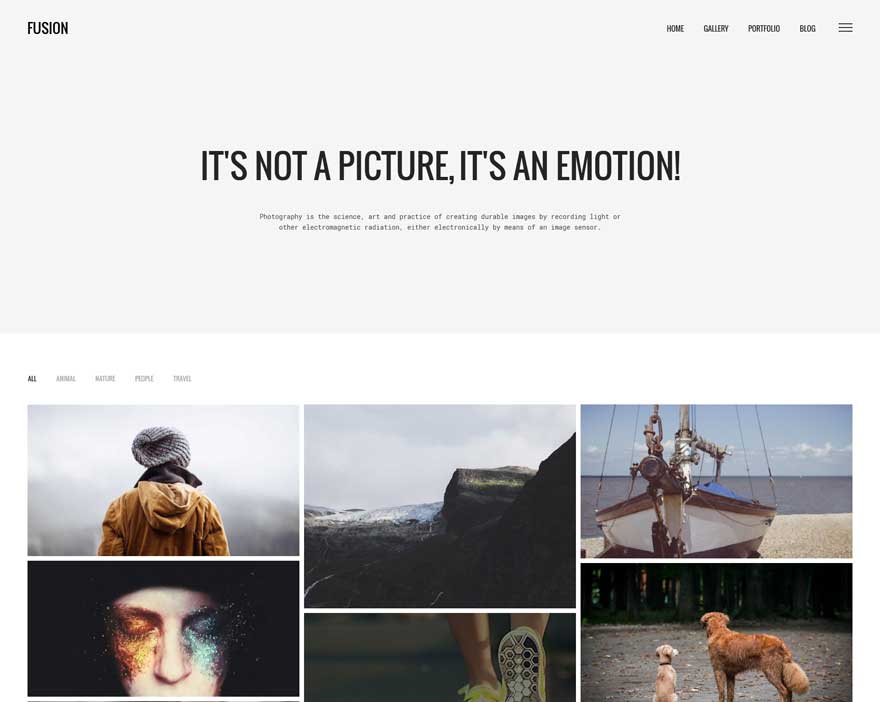 FUSION
HOME GALLERY PORTFOLIO BLOG
IT'S NOT A PICTURE, IT'S AN EMOTION!
Photography is the science, art and practice of creating durable images by recording light or
other electromagnetic radiation, either electronically by means of an image sensor.
ALL ANIMAL NATURE PEOPLE TRAVEL